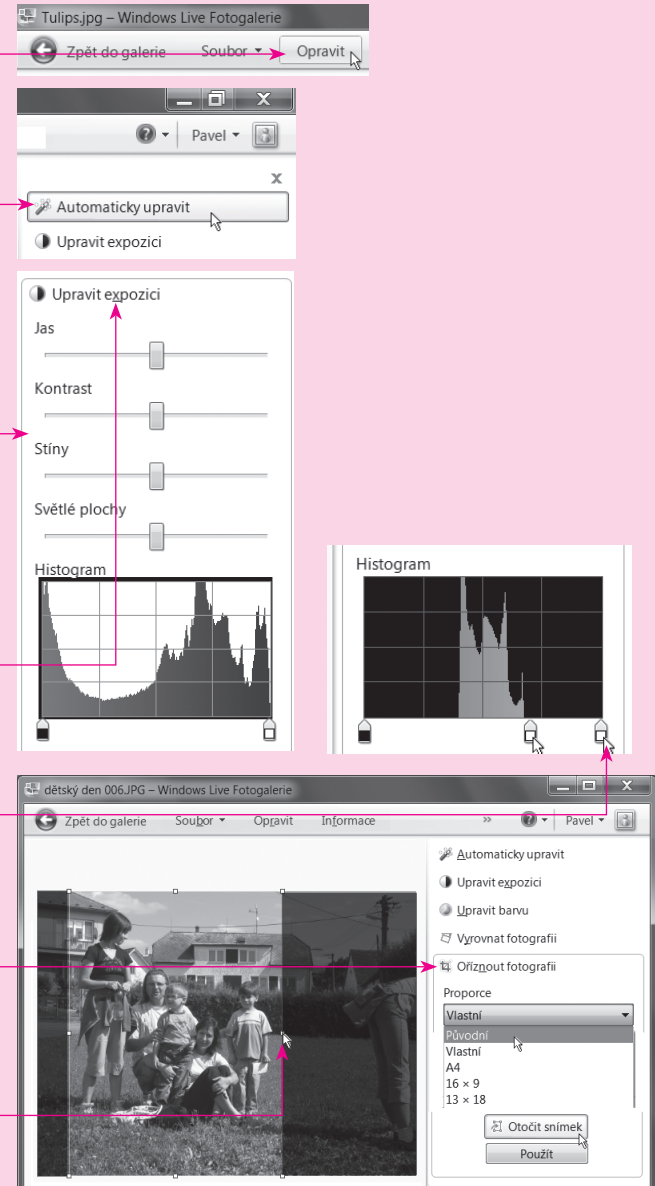 Tulips.jpg – Windows Live Fotogalerie
Zpět do galerie Soubor Opravit
Pavel
x
Automaticky upravit
Upravit expozici
Upravit expozici
Jas
Kontrast
Stíny
Světlé plochy
Histogram
Histogram
dětský den 006.JPG – Windows Live Fotogalerie
Zpět do galerie Soubor Opravit Informace » Pavel
Automaticky upravit
Upravit expozici
Upravit barvu
Vyrovnat fotografii
Oříznout fotografii
Proporce
Vlastní
Původní
Vlastní
A4
16 × 9
13 × 18
Otočit snímek
Použít